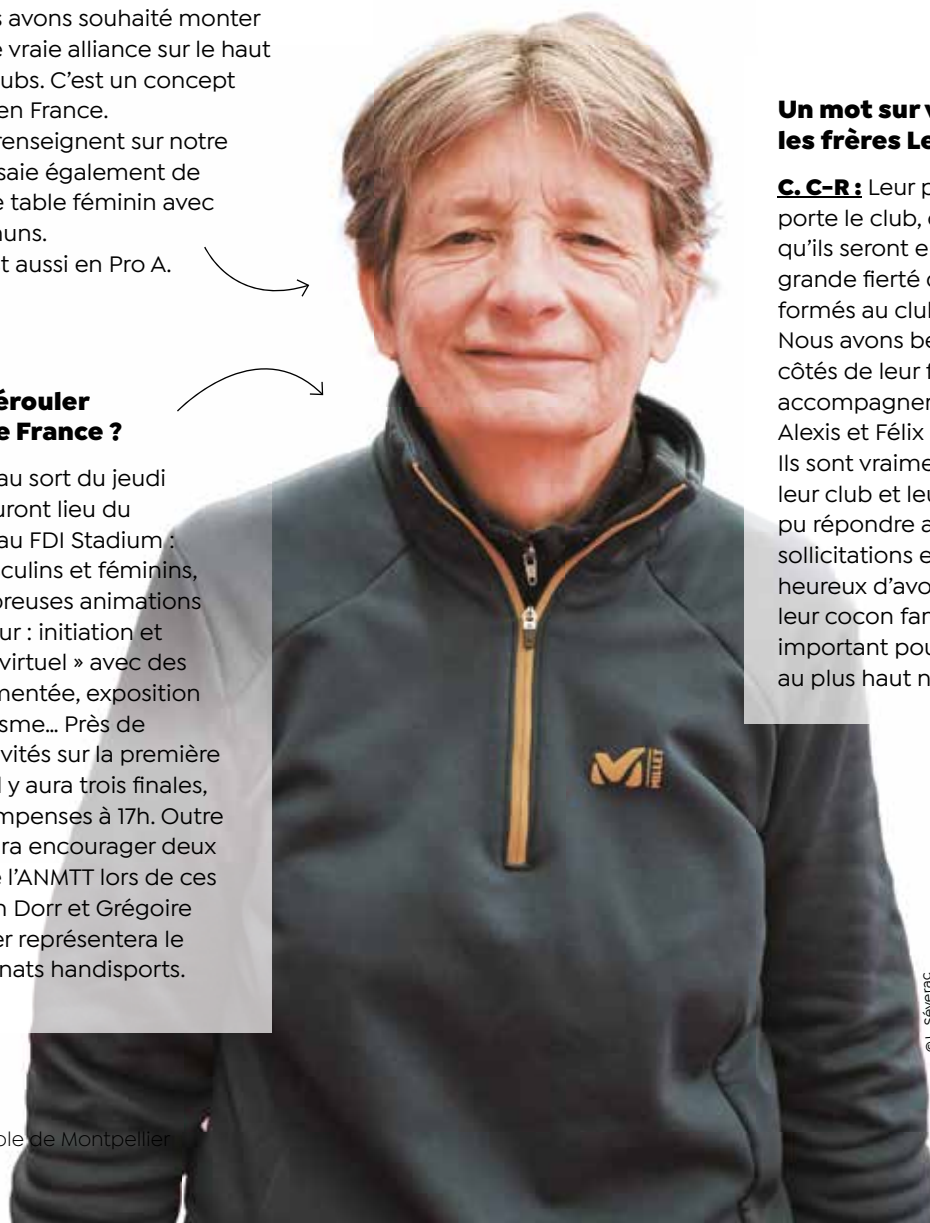 avons souhaité monter
vraie alliance sur le haut
C'est un concept
en France.
renseignent sur notre
également de
table féminin avec
aussi en Pro A.
érouler
e France ?
au sort du jeudi
uront lieu du
au FDI Stadium :
culins et féminins,
breuses animations
ur : initiation et
virtuel » avec des
mentée, exposition
isme... Près de
vités sur la première
l y aura trois finales,
mpenses à 17h. Outre
ra encourager deux
e l'ANMTT lors de ces
n Dorr et Grégoire
er représentera le
nats handisports.
ole de Montpellier
MILLET
Un mot sur v
les frères Le
C. C-R : Leur p
porte le club, c
qu'ils seront e
grande fierté d
formés au club
Nous avons be
côtés de leur f
accompagner
Alexis et Félix
Ils sont vraime
leur club et leu
pu répondre a
sollicitations e
heureux d'avo
leur cocon fam
important pou
au plus haut n
Séverac